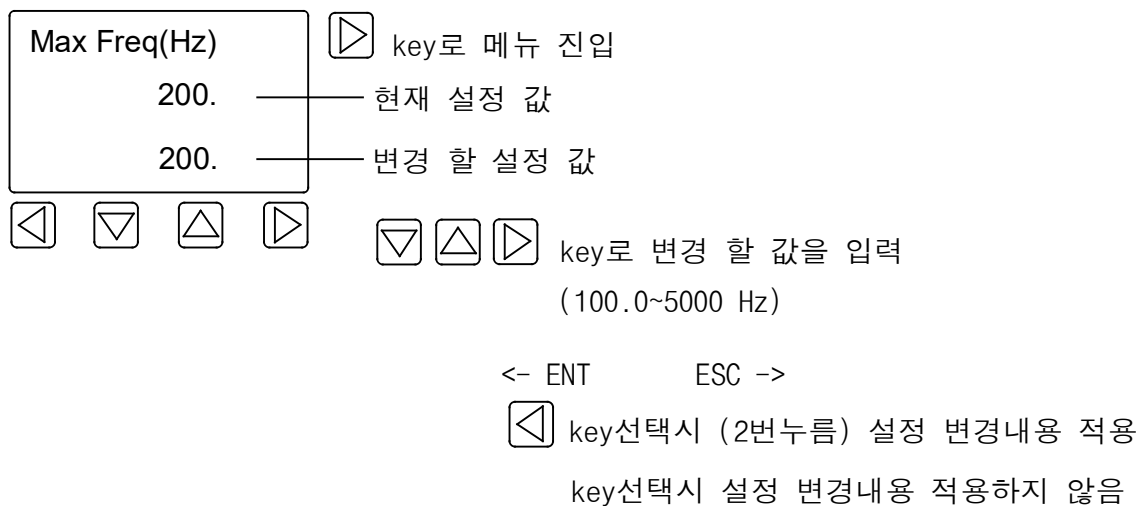 Max Freq(Hz)
key로 메뉴 진입
200.
현재 설정 값
200.
변경 할 설정 값
key로 변경 할 값을 입력
(100.0~5000 Hz)
<- ENT ESC ->
key선택시 (2번누름) 설정 변경내용 적용
key선택시 설정 변경내용 적용하지 않음